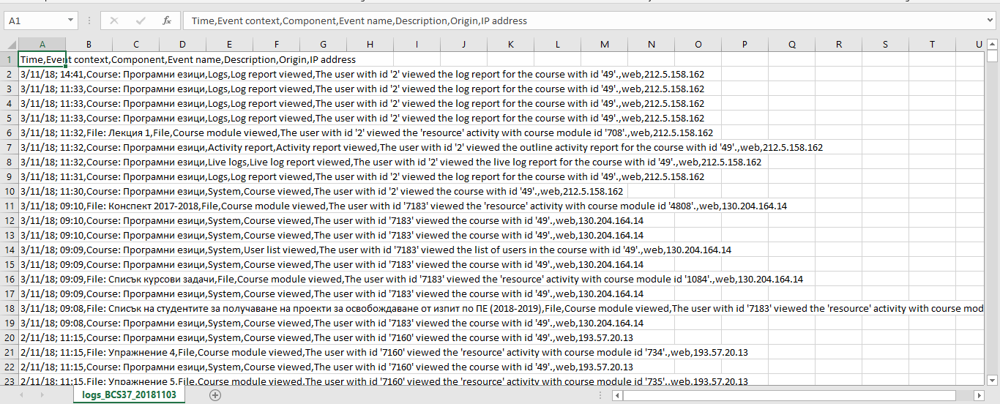 A1 fx Time,Event context,Component,Event name,Description,Origin,IP address
A B C D E F G H I J K L M N O P Q R S T U
1 Time,Event context,Component,Event name,Description,Origin,IP address
2 3/11/18; 14:41,Course: Програмни езици,Logs,Log report viewed,The user with id '2' viewed the log report for the course with id '49'.,web,212.5.158.162
3 3/11/18; 11:33,Course: Програмни езици,Logs,Log report viewed,The user with id '2' viewed the log report for the course with id '49'.,web,212.5.158.162
4 3/11/18; 11:33,Course: Програмни езици,Logs,Log report viewed,The user with id '2' viewed the log report for the course with id '49'.,web,212.5.158.162
5 3/11/18; 11:33,Course: Програмни езици,Logs,Log report viewed,The user with id '2' viewed the log report for the course with id '49'.,web,212.5.158.162
6 3/11/18; 11:32,File: Лекция 1,File,Course module viewed,The user with id '2' viewed the 'resource' activity with course module id '708'.,web,212.5.158.162
7 3/11/18; 11:32,Course: Програмни езици,Activity report,Activity report viewed,The user with id '2' viewed the outline activity report for the course with id '49'.,web,212.5.158.162
8 3/11/18; 11:32,Course: Програмни езици,Live logs,Live log report viewed,The user with id '2' viewed the live log report for the course with id '49'.,web,212.5.158.162
9 3/11/18; 11:31,Course: Програмни езици,Logs,Log report viewed,The user with id '2' viewed the log report for the course with id '49'.,web,212.5.158.162
10 3/11/18; 11:30,Course: Програмни езици,System,Course viewed,The user with id '2' viewed the course with id '49'.,web,212.5.158.162
11 3/11/18; 09:10,File: Конспект 2017-2018,File,Course module viewed,The user with id '7183' viewed the 'resource' activity with course module id '4808'.,web,130.204.164.14
12 3/11/18; 09:10,Course: Програмни езици,System,Course viewed,The user with id '7183' viewed the course with id '49'.,web,130.204.164.14
13 3/11/18; 09:10,Course: Програмни езици,System,Course viewed,The user with id '7183' viewed the course with id '49'.,web,130.204.164.14
14 3/11/18; 09:09,Course: Програмни езици,System,User list viewed,The user with id '7183' viewed the list of users in the course with id '49'.,web,130.204.164.14
15 3/11/18; 09:09,Course: Програмни езици,System,Course viewed,The user with id '7183' viewed the course with id '49'.,web,130.204.164.14
16 3/11/18; 09:09,File: Списък курсови задачи,File,Course module viewed,The user with id '7183' viewed the 'resource' activity with course module id '1084'.,web,130.204.164.14
17 3/11/18; 09:09,Course: Програмни езици,System,Course viewed,The user with id '7183' viewed the course with id '49'.,web,130.204.164.14
18 3/11/18; 09:08,File: Списък на студентите за получаване на проекти за освобождаване от изпит по ПЕ (2018-2019),File,Course module viewed,The user with id '7183' viewed the 'resource' activity with course mod
19 3/11/18; 09:08,Course: Програмни езици,System,Course viewed,The user with id '7183' viewed the course with id '49'.,web,130.204.164.14
20 2/11/18; 11:15,Course: Програмни езици,System,Course viewed,The user with id '7160' viewed the course with id '49'.,web,193.57.20.13
21 2/11/18; 11:15,File: Упражнение 4,File,Course module viewed,The user with id '7160' viewed the 'resource' activity with course module id '734'.,web,193.57.20.13
22 2/11/18; 11:15,Course: Програмни езици,System,Course viewed,The user with id '7160' viewed the course with id '49'.,web,193.57.20.13
23 2/11/18; 11:15,File: Упражнение 5,File,Course module viewed,The user with id '7160' viewed the 'resource' activity with course module id '735'.,web,193.57.20.13
logs_BCS37_20181103